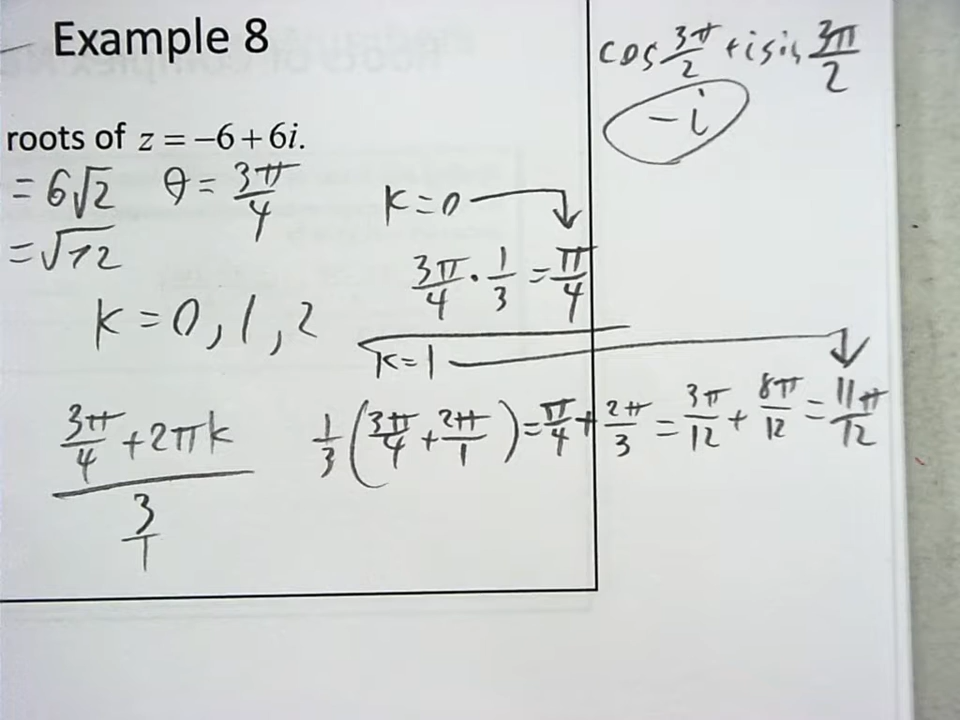 Example 8
cos 3π/2 + i sin 3π/2
-i
roots of z = −6 + 6i.
= 6√2 θ = 3π/4
= √72
k = 0
3π/4 · 1/3 = π/4
k = 0, 1, 2
k = 1
(3π/4 + 2πk) / (3/1)
1/3 (3π/4 + 2π/1) = π/4 + 2π/3 = 3π/12 + 8π/12 = 11π/12